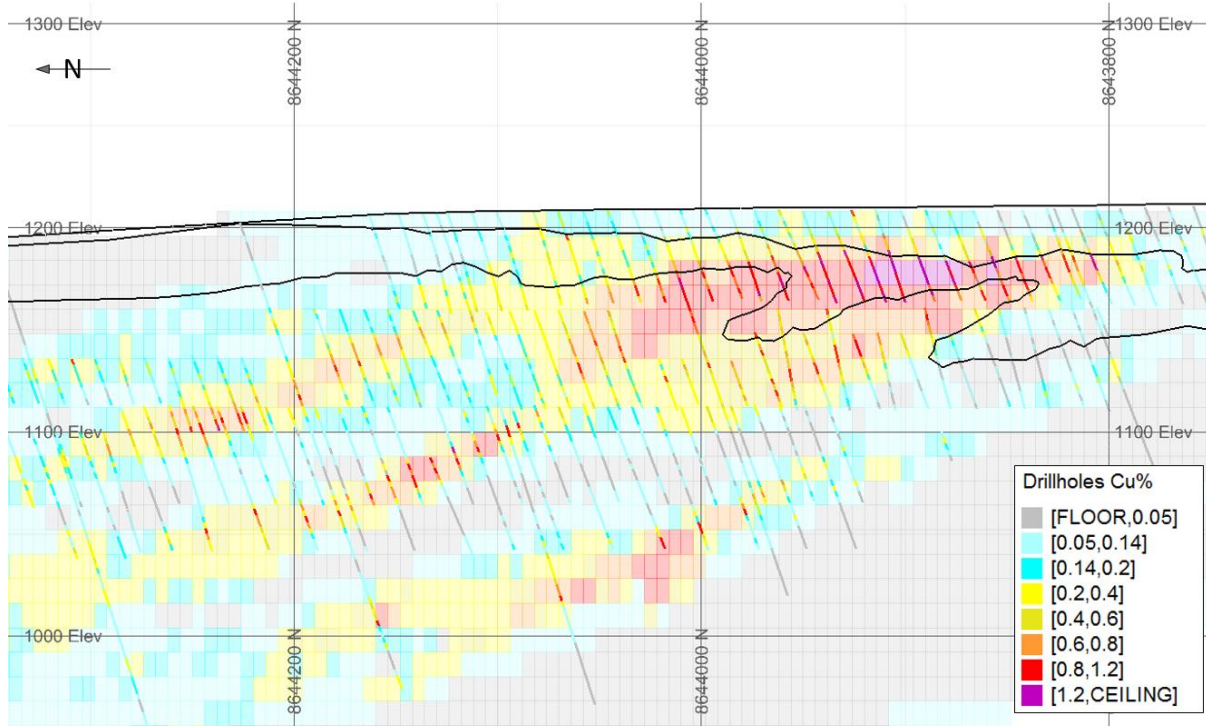 1300 Elev
1300 Elev
8644200 N
8644000 N
8643800 N
N
1200 Elev
1200 Elev
1100 Elev
1100 Elev
Drillholes Cu%
[FLOOR,0.05]
[0.05,0.14]
[0.14,0.2]
[0.2,0.4]
[0.4,0.6]
[0.6,0.8]
[0.8,1.2]
[1.2,CEILING]
1000 Elev
8644200 N
8644000 N